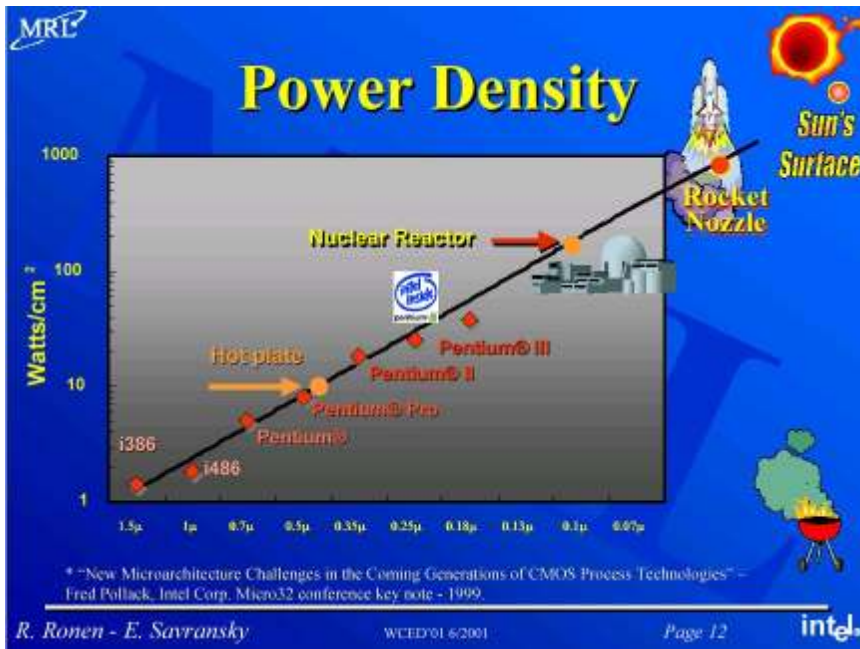 MRL
Power Density
Sun's
Surface
1000
Rocket
Nozzle
Nuclear Reactor
Watts/cm²
100
intel
inside
pentium®II
Pentium® III
Hot plate
Pentium® II
10
Pentium® Pro
Pentium®
i386
i486
1
1.5μ 1μ 0.7μ 0.5μ 0.35μ 0.25μ 0.18μ 0.13μ 0.1μ 0.07μ
* "New Microarchitecture Challenges in the Coming Generations of CMOS Process Technologies" –
Fred Pollack, Intel Corp. Micro32 conference key note - 1999.
R. Ronen - E. Savransky WCED'01 6/2001 Page 12 intel.